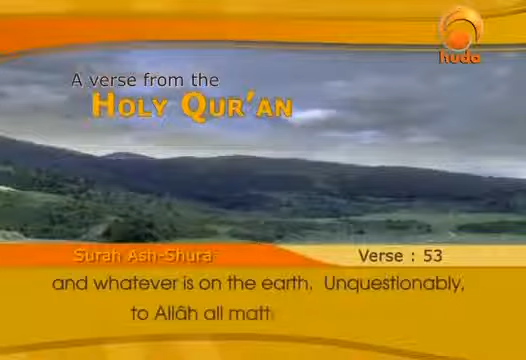 huda
A verse from the
HOLY QUR'AN
Surah Ash-Shura
Verse : 53
and whatever is on the earth. Unquestionably,
to Allâh all matt